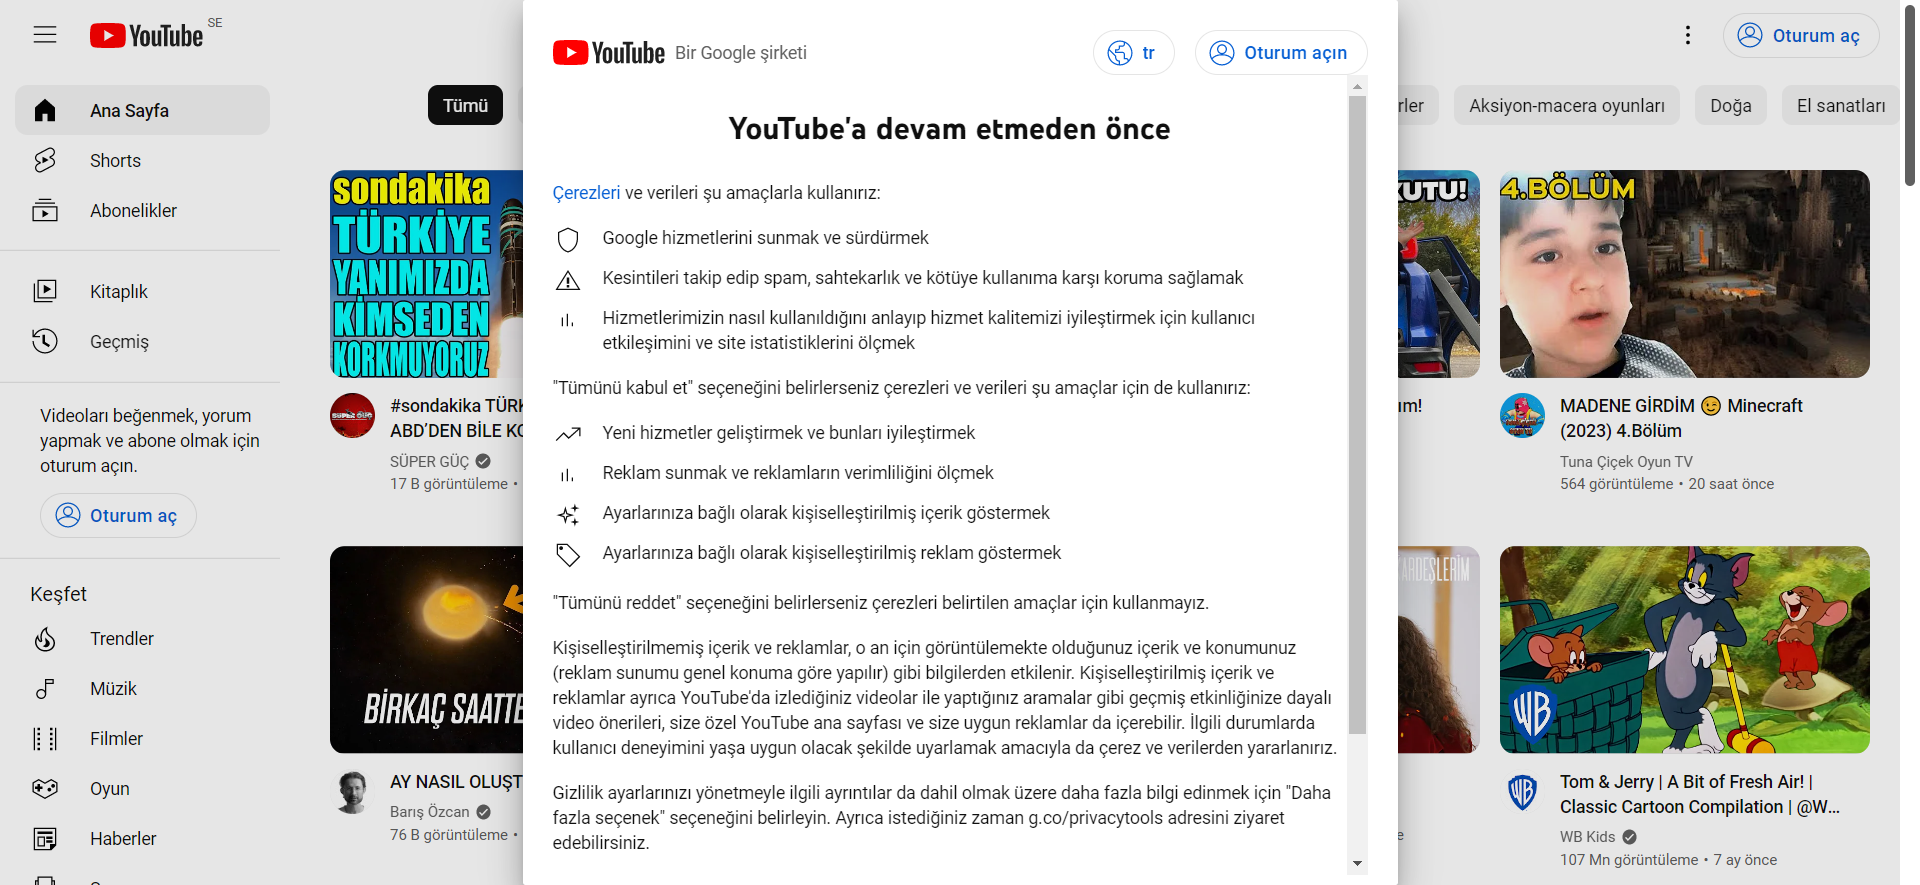 YouTube SE
Oturum aç
Ana Sayfa
Shorts
Abonelikler
Kitaplık
Geçmiş
Videoları beğenmek, yorum
yapmak ve abone olmak için
oturum açın.
Oturum aç
Keşfet
Trendler
Müzik
Filmler
Oyun
Haberler
Tümü
Aksiyon-macera oyunları
Doğa
El sanatları
sondakika
TÜRKİYE
YANIMIZDA
KİMSEDEN
KORKMUYORUZ
#sondakika TÜRK
ABD'DEN BİLE KO
SÜPER GÜÇ
17 B görüntüleme •
BİRKAÇ SAATTE
AY NASIL OLUŞT
Barış Özcan
76 B görüntüleme •
YouTube Bir Google şirketi
tr
Oturum açın
YouTube'a devam etmeden önce
Çerezleri ve verileri şu amaçlarla kullanırız:
Google hizmetlerini sunmak ve sürdürmek
Kesintileri takip edip spam, sahtekarlık ve kötüye kullanıma karşı koruma sağlamak
Hizmetlerimizin nasıl kullanıldığını anlayıp hizmet kalitemizi iyileştirmek için kullanıcı
etkileşimini ve site istatistiklerini ölçmek
"Tümünü kabul et" seçeneğini belirlerseniz çerezleri ve verileri şu amaçlar için de kullanırız:
Yeni hizmetler geliştirmek ve bunları iyileştirmek
Reklam sunmak ve reklamların verimliliğini ölçmek
Ayarlarınıza bağlı olarak kişiselleştirilmiş içerik göstermek
Ayarlarınıza bağlı olarak kişiselleştirilmiş reklam göstermek
"Tümünü reddet" seçeneğini belirlerseniz çerezleri belirtilen amaçlar için kullanmayız.
Kişiselleştirilmemiş içerik ve reklamlar, o an için görüntülemekte olduğunuz içerik ve konumunuz
(reklam sunumu genel konuma göre yapılır) gibi bilgilerden etkilenir. Kişiselleştirilmiş içerik ve
reklamlar ayrıca YouTube'da izlediğiniz videolar ile yaptığınız aramalar gibi geçmiş etkinliğinize dayalı
video önerileri, size özel YouTube ana sayfası ve size uygun reklamlar da içerebilir. İlgili durumlarda
kullanıcı deneyimini yaşa uygun olacak şekilde uyarlamak amacıyla da çerez ve verilerden yararlanırız.
Gizlilik ayarlarınızı yönetmeyle ilgili ayrıntılar da dahil olmak üzere daha fazla bilgi edinmek için "Daha
fazla seçenek" seçeneğini belirleyin. Ayrıca istediğiniz zaman g.co/privacytools adresini ziyaret
edebilirsiniz.
KUTU!
4.BÖLÜM
MADENE GİRDİM 😉 Minecraft
(2023) 4.Bölüm
Tuna Çiçek Oyun TV
564 görüntüleme • 20 saat önce
WB
Tom & Jerry | A Bit of Fresh Air! |
Classic Cartoon Compilation | @W...
WB Kids
107 Mn görüntüleme • 7 ay önce